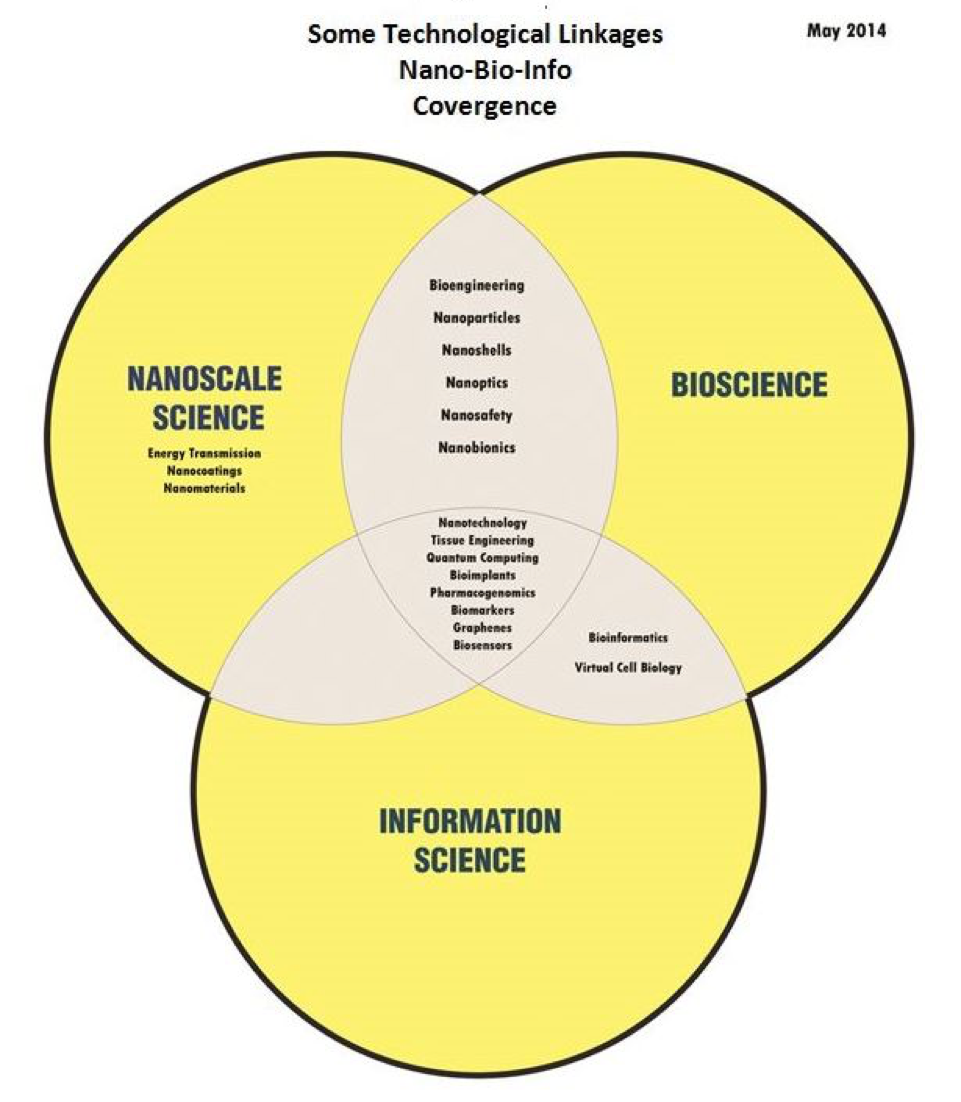 Some Technological Linkages
Nano-Bio-Info
Covergence
May 2014
Bioengineering
Nanoparticles
Nanoshells
Nanoptics
Nanosafety
Nanobionics
NANOSCALE
SCIENCE
Energy Transmission
Nanocoatings
Nanomaterials
BIOSCIENCE
Nanotechnology
Tissue Engineering
Quantum Computing
Bioimplants
Pharmacogenomics
Biomarkers
Graphenes
Biosensors
Bioinformatics
Virtual Cell Biology
INFORMATION
SCIENCE